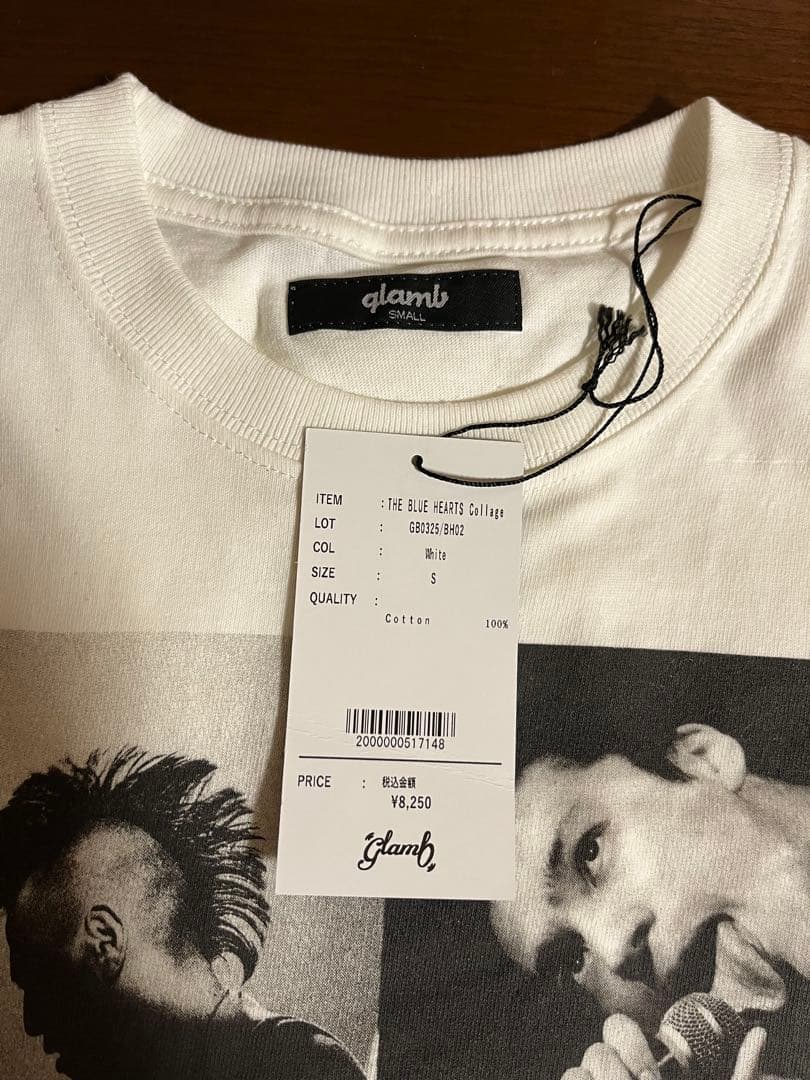 glamb
SMALL
ITEM : THE BLUE HEARTS Collage
LOT : GB0325/BH02
COL : White
SIZE : S
QUALITY :
Cotton 100%
2000000517148
PRICE : 税込金額
¥8,250
glamb